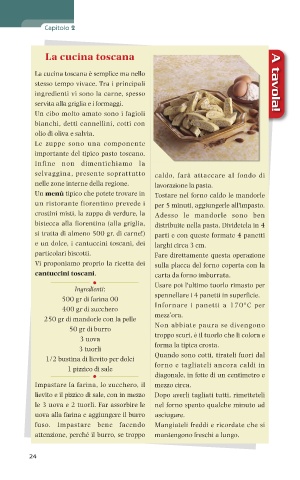 Capitolo 2
A tavola!
La cucina toscana
La cucina toscana è semplice ma nello
stesso tempo vivace. Tra i principali
ingredienti vi sono la carne, spesso
servita alla griglia e i formaggi.
Un cibo molto amato sono i fagioli
bianchi, detti cannellini, cotti con
olio di oliva e salvia.
Le zuppe sono una componente
importante del tipico pasto toscano,
infine non dimentichiamo la
selvaggina, presente soprattutto
nelle zone interne della regione.
Un menù tipico che potete trovare in
un ristorante fiorentino prevede i
crostini misti, la zuppa di verdure, la
bistecca alla fiorentina (alla griglia,
si tratta di almeno 500 gr. di carne!)
e un dolce, i cantuccini toscani, dei
particolari biscotti.
Vi proponiamo proprio la ricetta dei
cantuccini toscani.
Ingredienti:
500 gr di farina 00
400 gr di zucchero
250 gr di mandorle con la pelle
50 gr di burro
3 uova
3 tuorli
1/2 bustina di lievito per dolci
1 pizzico di sale
Impastare la farina, lo zucchero, il
lievito e il pizzico di sale, con in mezzo
le 3 uova e 2 tuorli. Far assorbire le
uova alla farina e aggiungere il burro
fuso. Impastare bene facendo
attenzione, perché il burro, se troppo
caldo, farà attaccare al fondo di
lavorazione la pasta.
Tostare nel forno caldo le mandorle
per 5 minuti, aggiungerle all'impasto.
Adesso le mandorle sono ben
distribuite nella pasta. Dividetela in 4
parti e con queste formate 4 panetti
larghi circa 3 cm.
Fare direttamente questa operazione
sulla placca del forno coperta con la
carta da forno imburrata.
Usare poi l'ultimo tuorlo rimasto per
spennellare i 4 panetti in superficie.
Infornare i panetti a 170°C per
mezz'ora.
Non abbiate paura se divengono
troppo scuri, è il tuorlo che li colora e
forma la tipica crosta.
Quando sono cotti, tirateli fuori dal
forno e tagliateli ancora caldi in
diagonale, in fette di un centimetro e
mezzo circa.
Dopo averli tagliati tutti, rimetteteli
nel forno spento qualche minuto ad
asciugare.
Mangiateli freddi e ricordate che si
mantengono freschi a lungo.
24